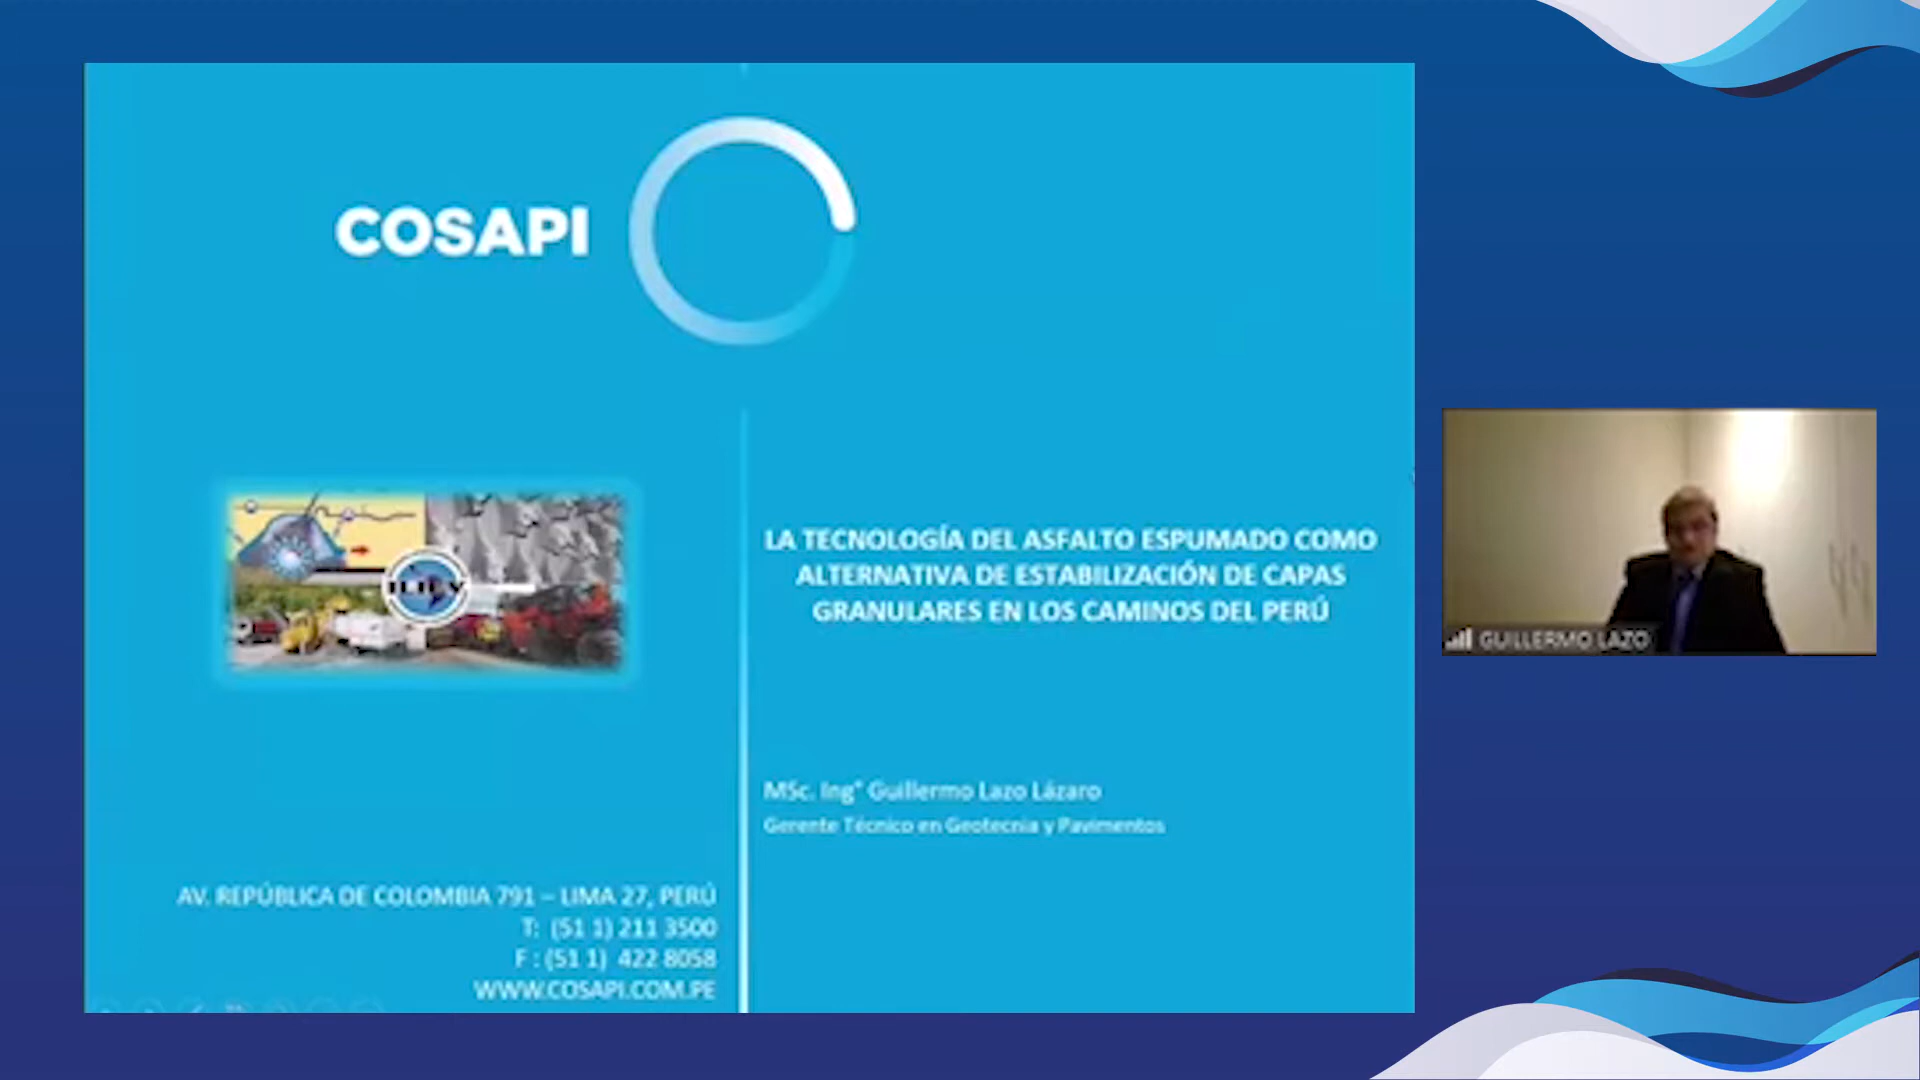 COSAPI
LA TECNOLOGÍA DEL ASFALTO ESPUMADO COMO
ALTERNATIVA DE ESTABILIZACIÓN DE CAPAS
GRANULARES EN LOS CAMINOS DEL PERÚ
MSc. Ing° Guillermo Lazo Lázaro
Gerente Técnico en Geotecnia y Pavimentos
AV. REPÚBLICA DE COLOMBIA 791 – LIMA 27, PERÚ
T: (51 1) 211 3500
F : (51 1) 422 8058
WWW.COSAPI.COM.PE
GUILLERMO LAZO